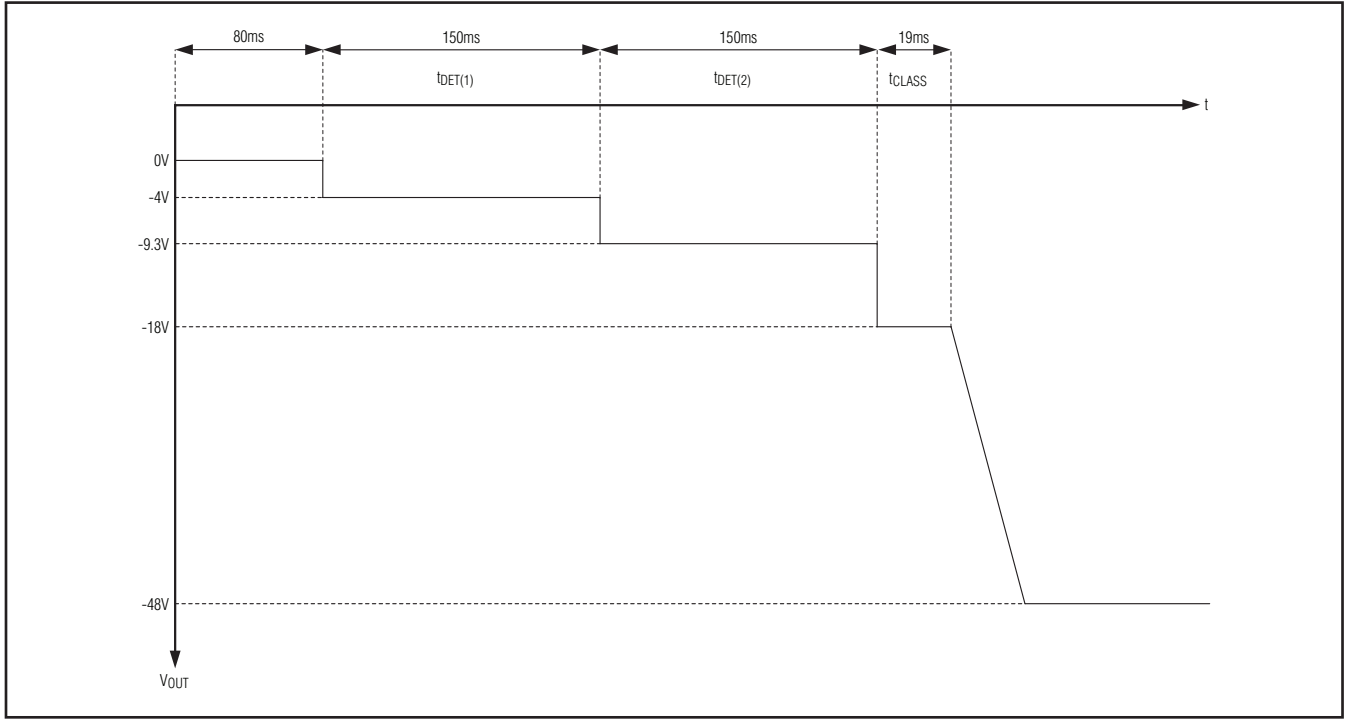 80ms 150ms 150ms 19ms
tDET(1) tDET(2) tCLASS
t
0V
-4V
-9.3V
-18V
-48V
VOUT